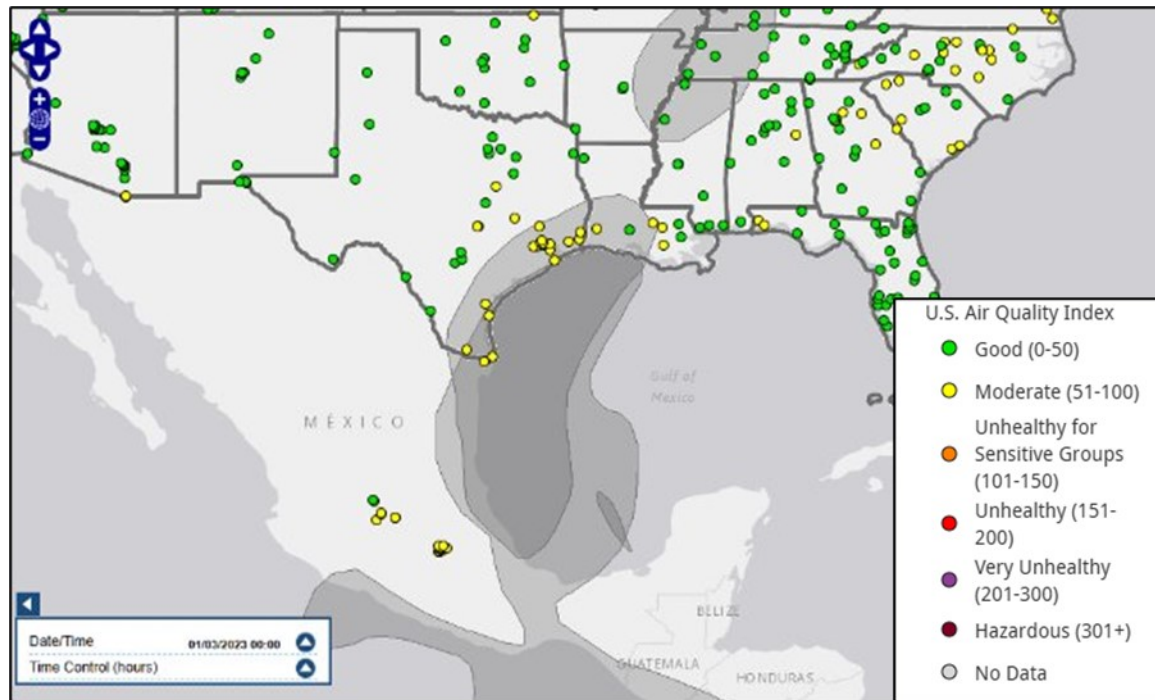 +
−
Gulf of
Mexico
MÉXICO
BELIZE
GUATEMALA
HONDURAS
U.S. Air Quality Index
Good (0-50)
Moderate (51-100)
Unhealthy for
Sensitive Groups
(101-150)
Unhealthy (151-
200)
Very Unhealthy
(201-300)
Hazardous (301+)
No Data
Date/Time 01/03/2023 00:00
Time Control (hours)